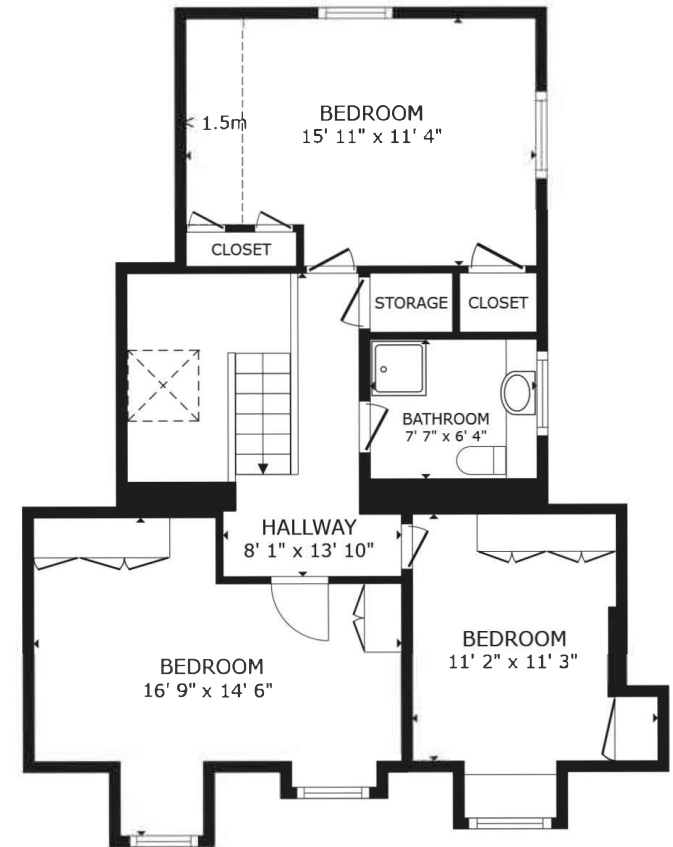 BEDROOM
15' 11" x 11' 4"
< 1.5m
CLOSET
STORAGE
CLOSET
BATHROOM
7' 7" x 6' 4"
HALLWAY
8' 1" x 13' 10"
BEDROOM
11' 2" x 11' 3"
BEDROOM
16' 9" x 14' 6"